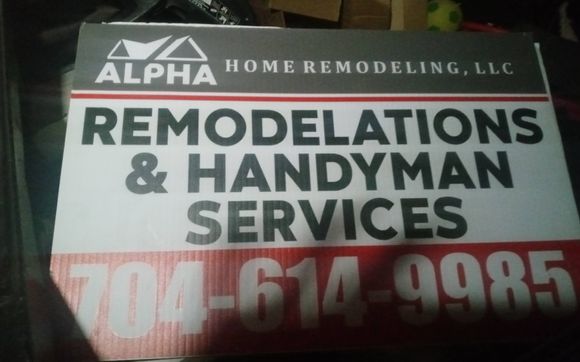 ALPHA HOME REMODELING, LLC
REMODELATIONS
& HANDYMAN
SERVICES
704-614-9985